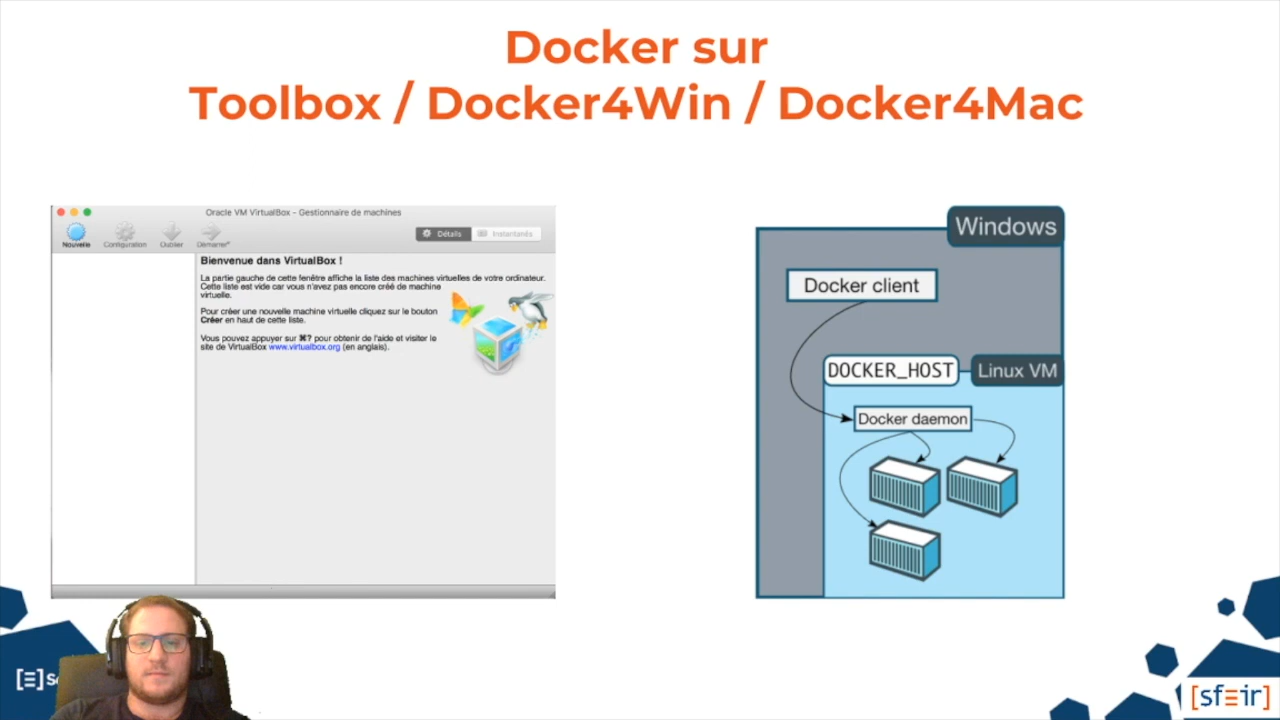 Docker sur
Toolbox / Docker4Win / Docker4Mac
Oracle VM VirtualBox - Gestionnaire de machines
Nouvelle
Configuration
Oublier
Démarrer
Détails
Instantanés
Bienvenue dans VirtualBox !
La partie gauche de cette fenêtre affiche la liste des machines virtuelles de votre ordinateur.
Cette liste est vide car vous n'avez pas encore créé de machine
virtuelle.
Pour créer une nouvelle machine virtuelle cliquez sur le bouton
Créer en haut de cette liste.
Vous pouvez appuyer sur ⌘? pour obtenir de l'aide et visiter le
site de VirtualBox www.virtualbox.org (en anglais).
Windows
Docker client
DOCKER_HOST
Linux VM
Docker daemon
[sfeir]